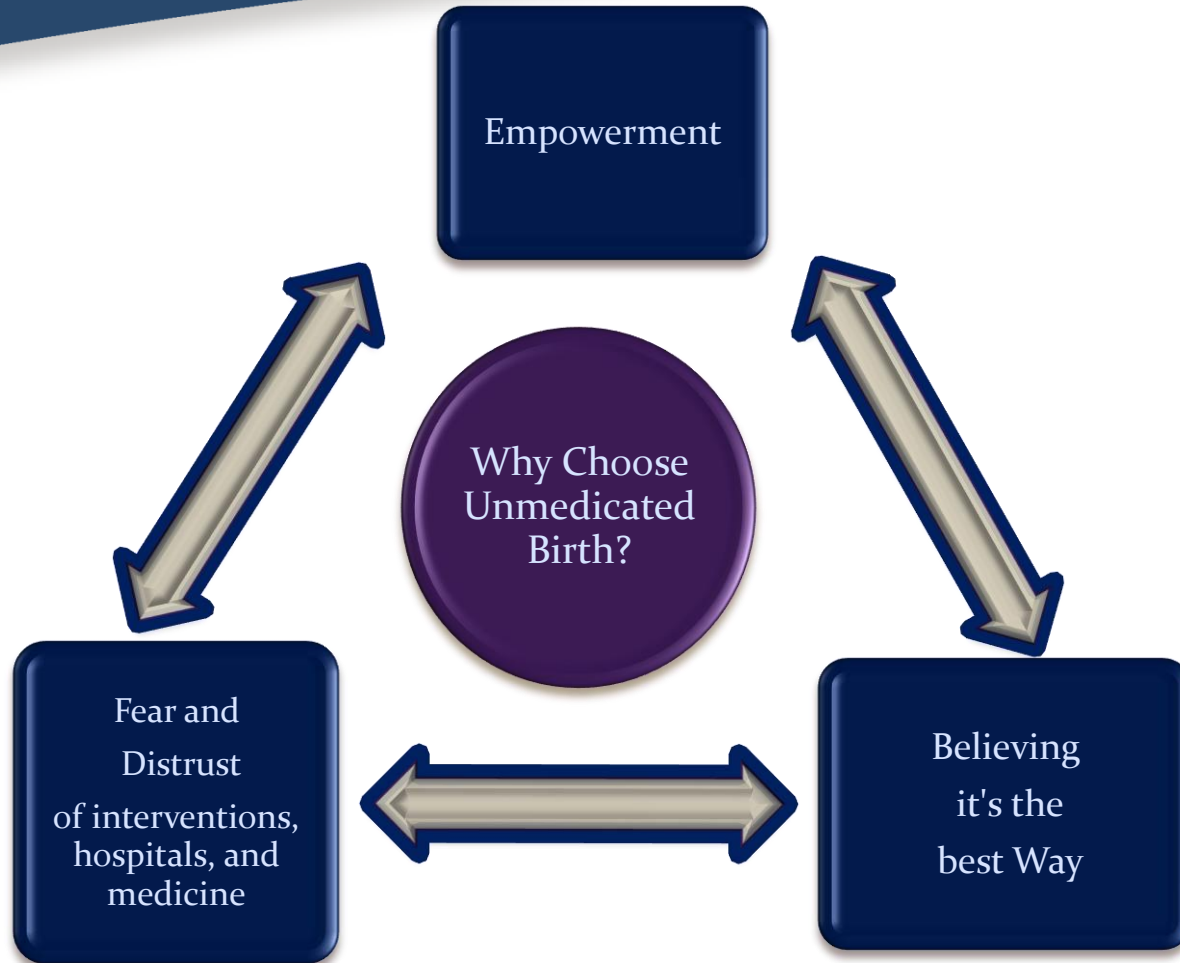 Empowerment
Why Choose
Unmedicated
Birth?
Fear and
Distrust
of interventions,
hospitals, and
medicine
Believing
it's the
best Way